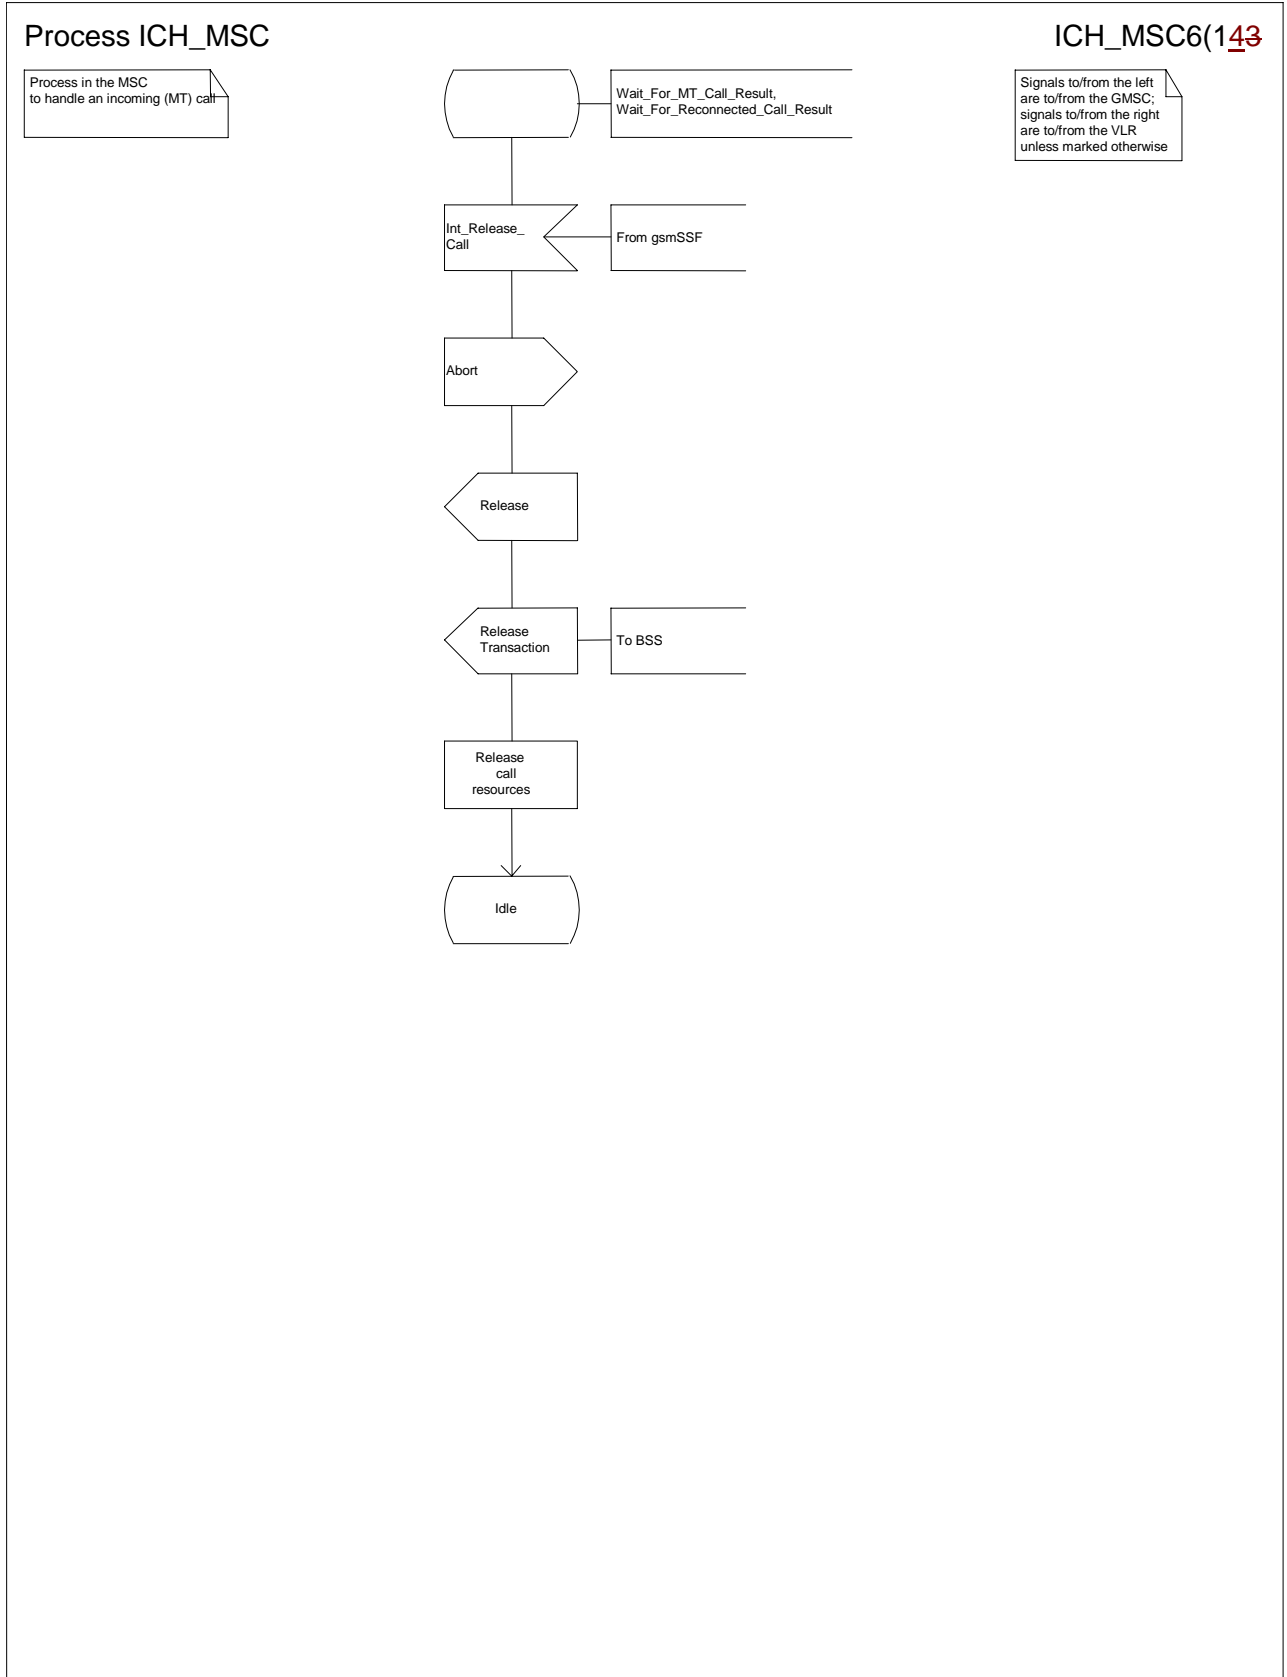 Process ICH_MSC
ICH_MSC6(143
Process in the MSC
to handle an incoming (MT) call
Wait_For_MT_Call_Result,
Wait_For_Reconnected_Call_Result
Signals to/from the left
are to/from the GMSC;
signals to/from the right
are to/from the VLR
unless marked otherwise
Int_Release_
Call
From gsmSSF
Abort
Release
Release
Transaction
To BSS
Release
call
resources
Idle